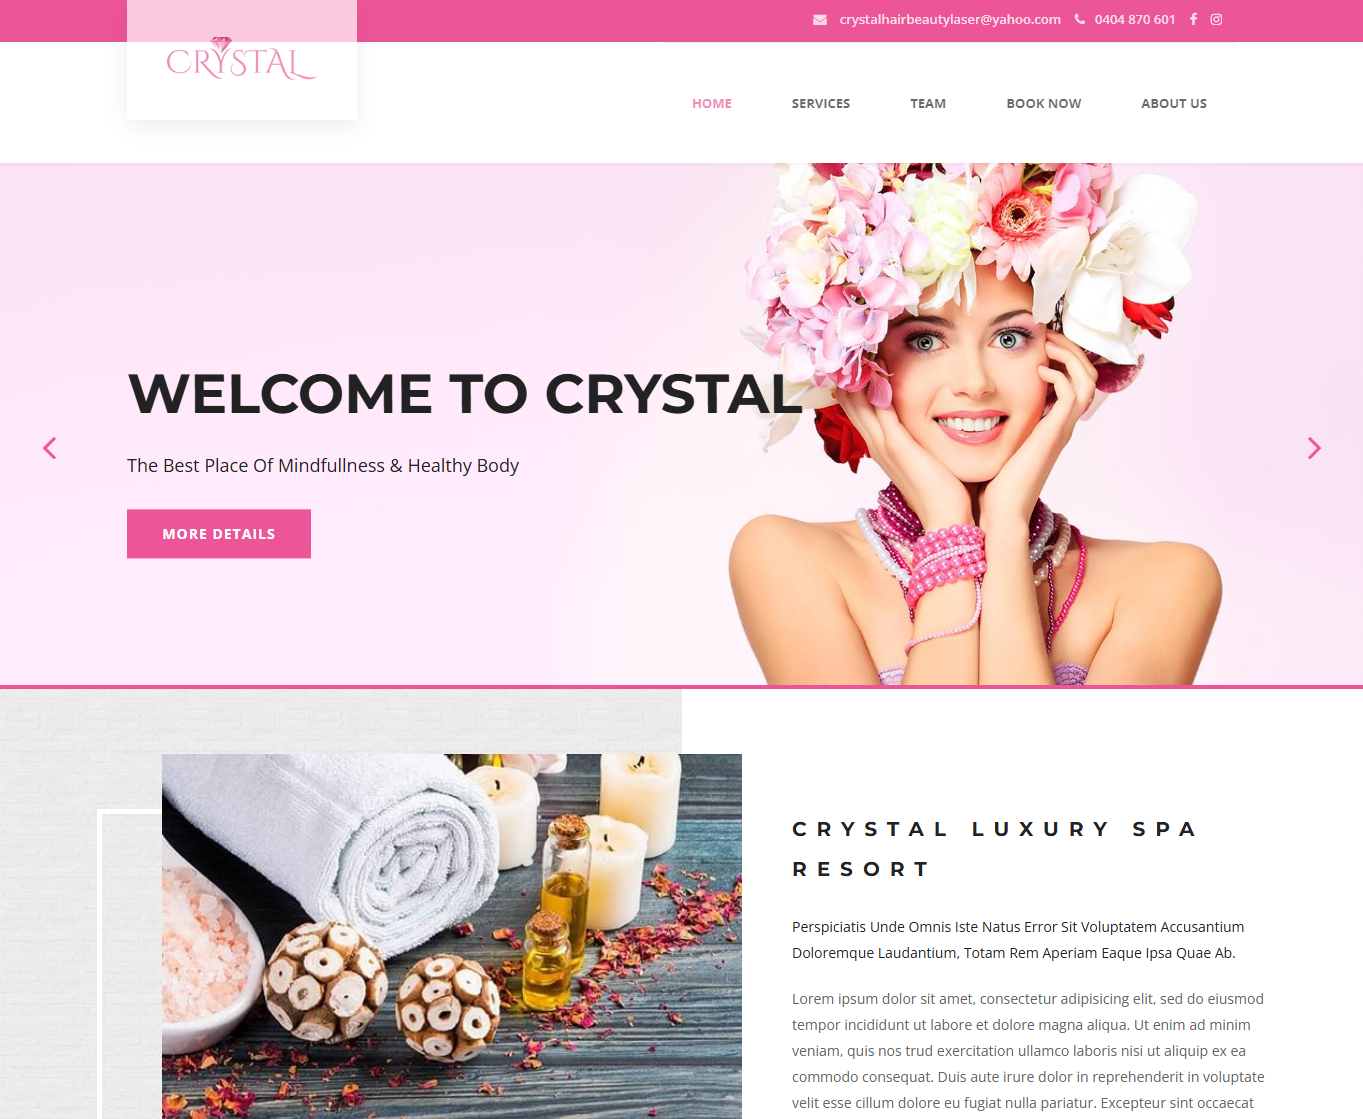 crystalhairbeautylaser@yahoo.com 0404 870 601
CRYSTAL
HOME SERVICES TEAM BOOK NOW ABOUT US
WELCOME TO CRYSTAL
The Best Place Of Mindfullness & Healthy Body
MORE DETAILS
CRYSTAL LUXURY SPA
RESORT
Perspiciatis Unde Omnis Iste Natus Error Sit Voluptatem Accusantium
Doloremque Laudantium, Totam Rem Aperiam Eaque Ipsa Quae Ab.
Lorem ipsum dolor sit amet, consectetur adipisicing elit, sed do eiusmod
tempor incididunt ut labore et dolore magna aliqua. Ut enim ad minim
veniam, quis nos trud exercitation ullamco laboris nisi ut aliquip ex ea
commodo consequat. Duis aute irure dolor in reprehenderit in voluptate
velit esse cillum dolore eu fugiat nulla pariatur. Excepteur sint occaecat